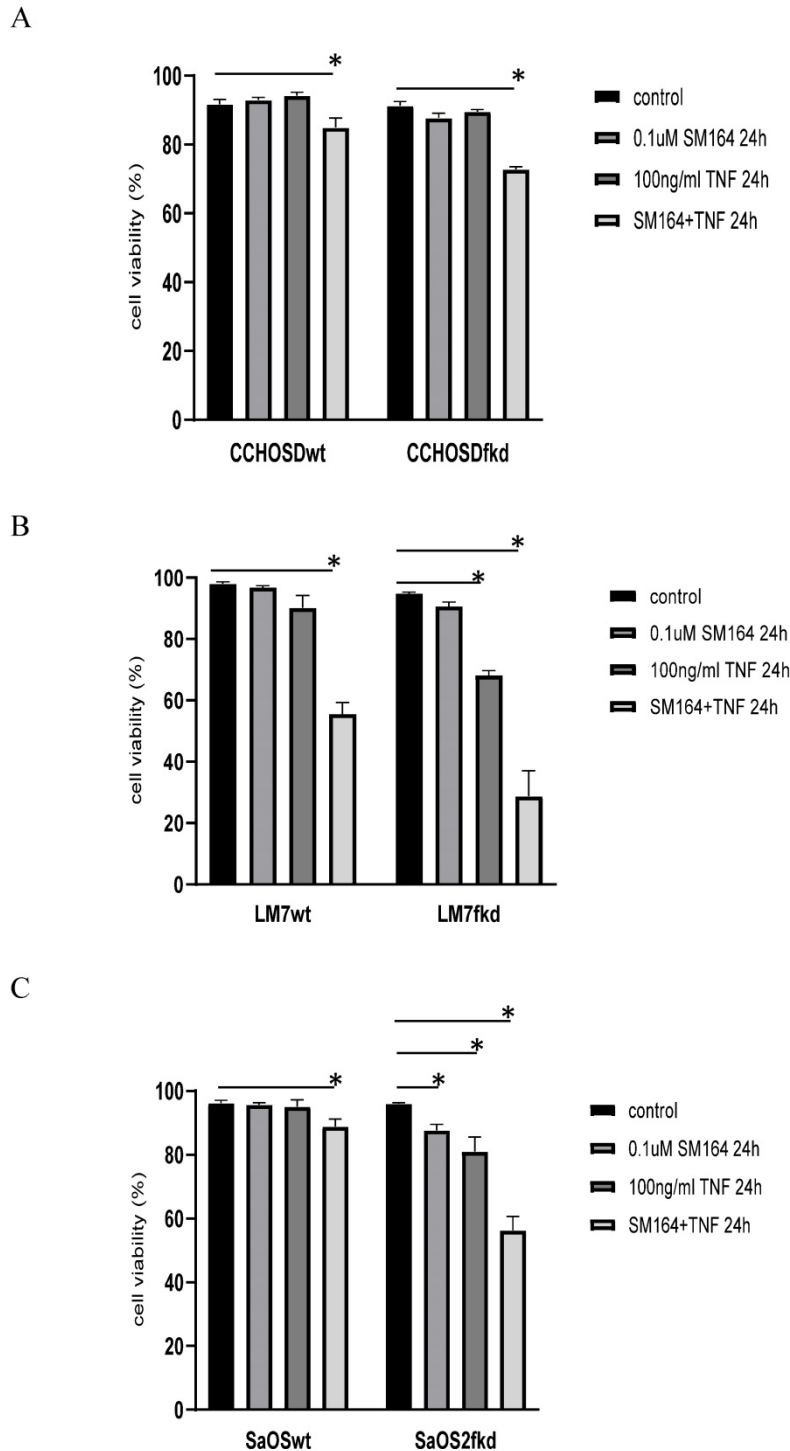 A
*
*
100
80
60
40
20
0
cell viability (%)
CCHOSDwt
CCHOSDfkd
control
0.1uM SM164 24h
100ng/ml TNF 24h
SM164+TNF 24h
B
*
*
*
100
80
60
40
20
0
cell viability (%)
LM7wt
LM7fkd
control
0.1uM SM164 24h
100ng/ml TNF 24h
SM164+TNF 24h
C
*
*
*
*
100
80
60
40
20
0
cell viability (%)
SaOSwt
SaOS2fkd
control
0.1uM SM164 24h
100ng/ml TNF 24h
SM164+TNF 24h